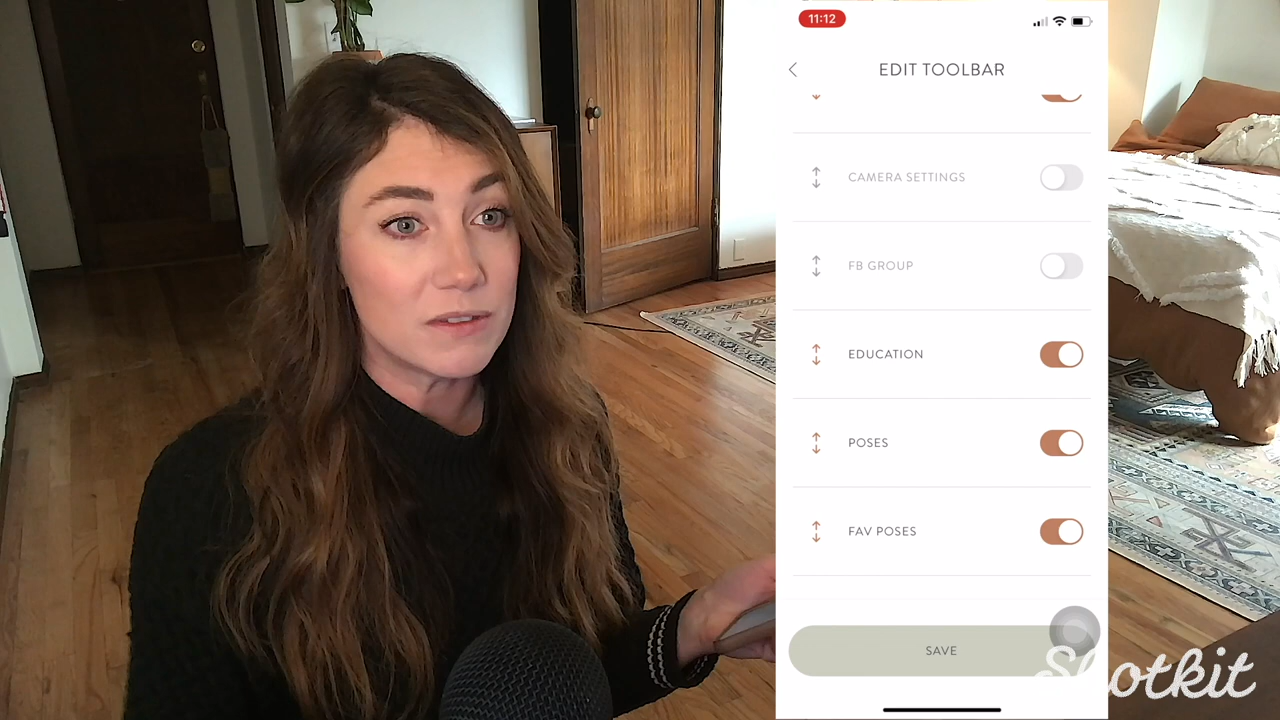 11:12
EDIT TOOLBAR
CAMERA SETTINGS
FB GROUP
EDUCATION
POSES
FAV POSES
SAVE
Shotkit